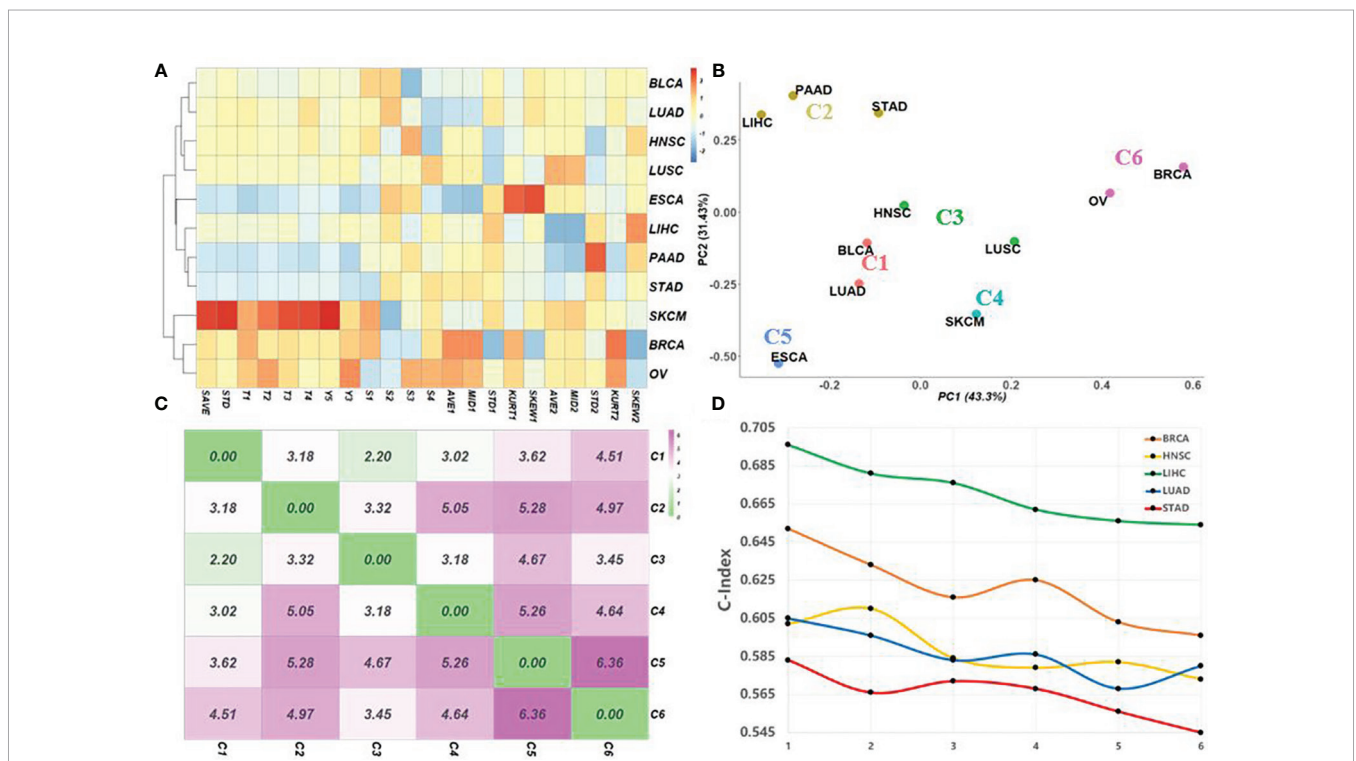 A
BLCA
LUAD
HNSC
LUSC
ESCA
LIHC
PAAD
STAD
SKCM
BRCA
OV
SAVE STD T1 T2 T3 T4 Y5 Y3 S1 S2 S3 S4 AVE1 MID1 STD1 KURT1 SKEW1 AVE2 MID2 STD2 KURT2 SKEW2
B
PC2 (31.43%)
0.25
0.00
-0.25
-0.50
PAAD
STAD
LIHC
C2
C6
BRCA
OV
HNSC
C3
BLCA
LUSC
C1
LUAD
C4
SKCM
C5
ESCA
-0.2 0.0 0.2 0.4 0.6
PC1 (43.3%)
C
0.00 3.18 2.20 3.02 3.62 4.51 C1
3.18 0.00 3.32 5.05 5.28 4.97 C2
2.20 3.32 0.00 3.18 4.67 3.45 C3
3.02 5.05 3.18 0.00 5.26 4.64 C4
3.62 5.28 4.67 5.26 0.00 6.36 C5
4.51 4.97 3.45 4.64 6.36 0.00 C6
C1 C2 C3 C4 C5 C6
D
C-Index
0.705
0.685
0.665
0.645
0.625
0.605
0.585
0.565
0.545
BRCA
HNSC
LIHC
LUAD
STAD
1 2 3 4 5 6